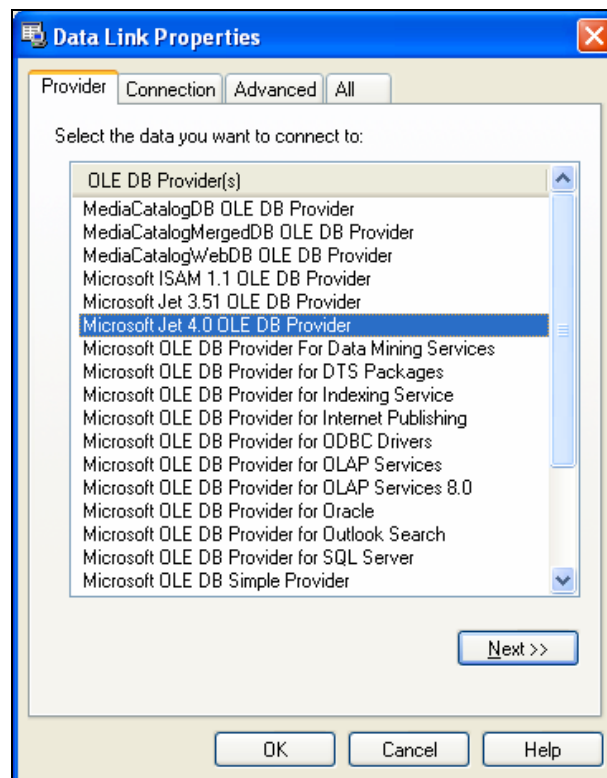 Data Link Properties
Provider Connection Advanced All
Select the data you want to connect to:
OLE DB Provider(s)
MediaCatalogDB OLE DB Provider
MediaCatalogMergedDB OLE DB Provider
MediaCatalogWebDB OLE DB Provider
Microsoft ISAM 1.1 OLE DB Provider
Microsoft Jet 3.51 OLE DB Provider
Microsoft Jet 4.0 OLE DB Provider
Microsoft OLE DB Provider For Data Mining Services
Microsoft OLE DB Provider for DTS Packages
Microsoft OLE DB Provider for Indexing Service
Microsoft OLE DB Provider for Internet Publishing
Microsoft OLE DB Provider for ODBC Drivers
Microsoft OLE DB Provider for OLAP Services
Microsoft OLE DB Provider for OLAP Services 8.0
Microsoft OLE DB Provider for Oracle
Microsoft OLE DB Provider for Outlook Search
Microsoft OLE DB Provider for SQL Server
Microsoft OLE DB Simple Provider
Next >>
OK Cancel Help